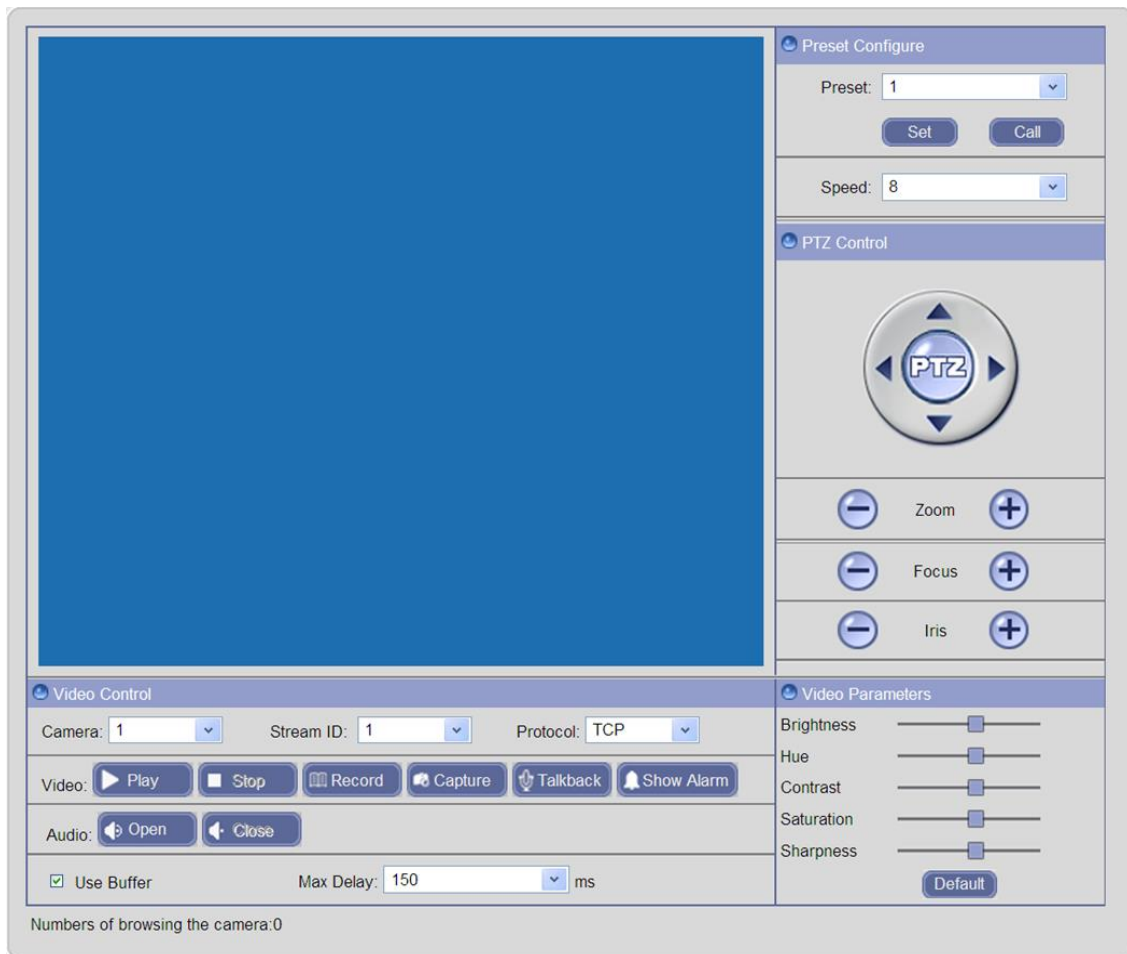 Preset Configure
Preset: 1
Set Call
Speed: 8
PTZ Control
PTZ
Zoom
Focus
Iris
Video Control
Camera: 1 Stream ID: 1 Protocol: TCP
Video: Play Stop Record Capture Talkback Show Alarm
Audio: Open Close
Use Buffer Max Delay: 150 ms
Video Parameters
Brightness
Hue
Contrast
Saturation
Sharpness
Default
Numbers of browsing the camera:0